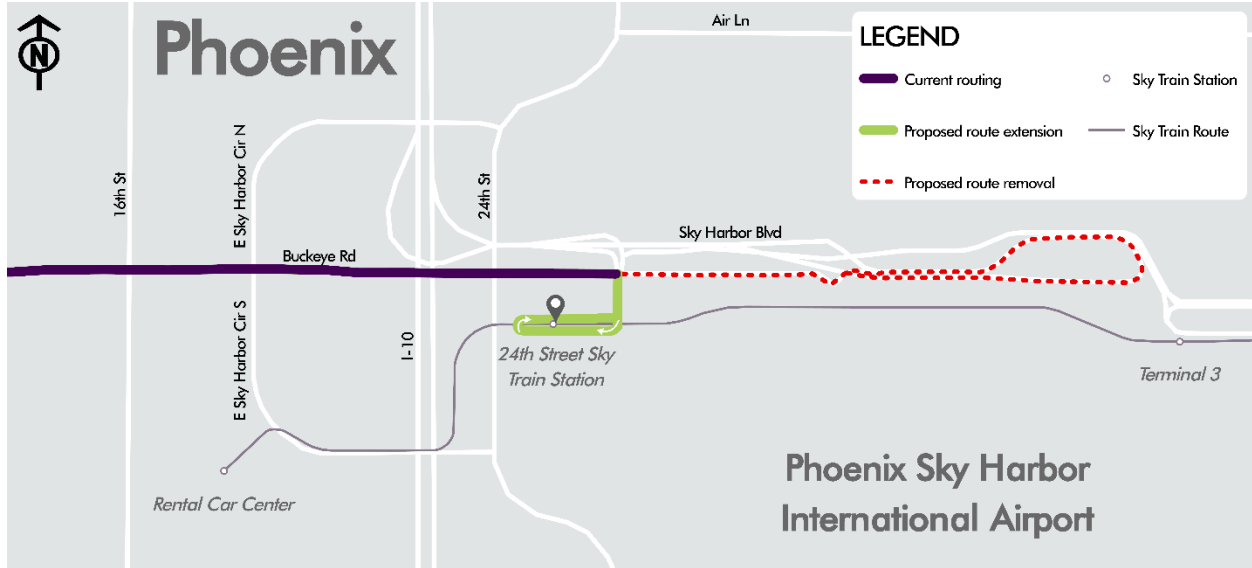 N
Phoenix
Air Ln
LEGEND
Current routing
Sky Train Station
Proposed route extension
Sky Train Route
Proposed route removal
16th St
E Sky Harbor Cir N
24th St
Sky Harbor Blvd
Buckeye Rd
E Sky Harbor Cir S
I-10
24th Street Sky
Train Station
Terminal 3
Rental Car Center
Phoenix Sky Harbor
International Airport